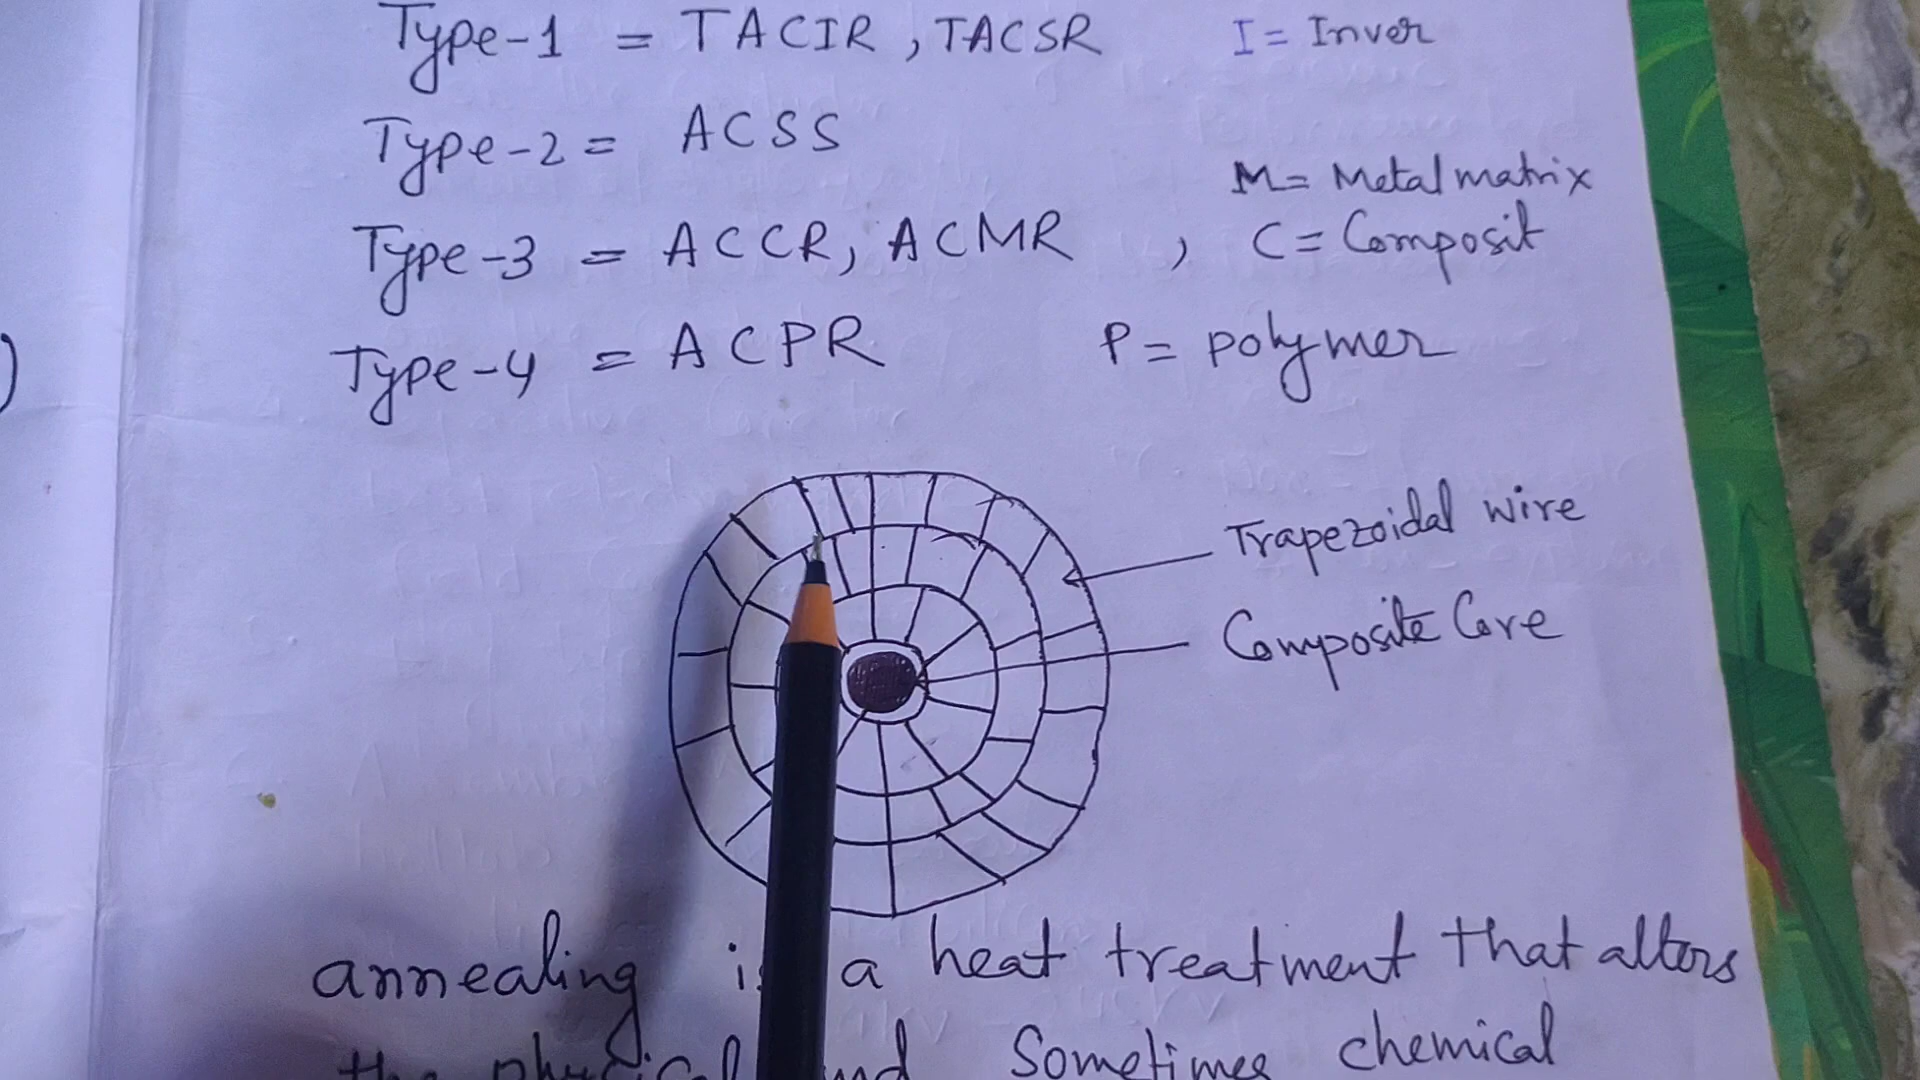 Type-1 = TACIR, TACSR I = Inver
Type-2 = ACSS
M = Metal matrix
Type-3 = ACCR, ACMR , C = Composit
Type-4 = ACPR P = polymer
Trapezoidal wire
Composite Core
annealing is a heat treatment that alters
Sometimes chemical